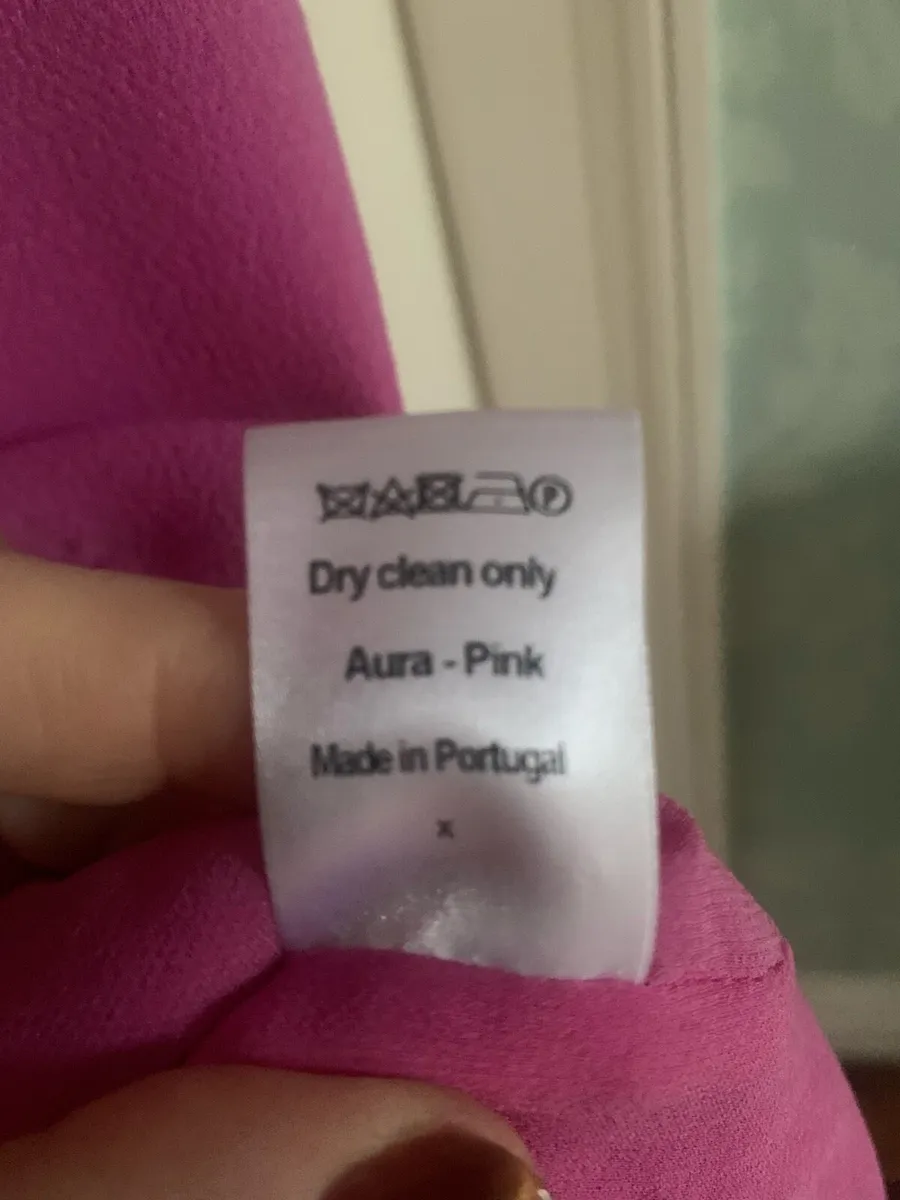 P
Dry clean only
Aura - Pink
Made in Portugal
x